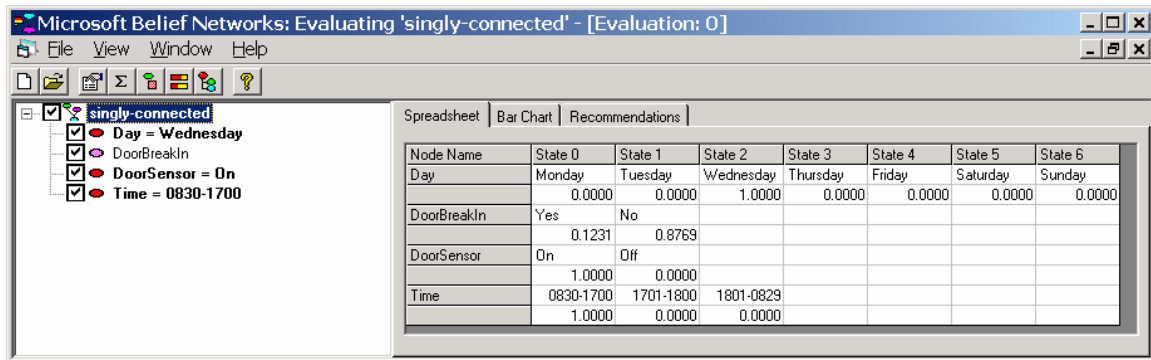 Microsoft Belief Networks: Evaluating 'singly-connected' - [Evaluation: 0]
File View Window Help
singly-connected
Day = Wednesday
DoorBreakIn
DoorSensor = On
Time = 0830-1700
Spreadsheet Bar Chart Recommendations
Node Name State 0 State 1 State 2 State 3 State 4 State 5 State 6
Day Monday Tuesday Wednesday Thursday Friday Saturday Sunday
0.0000 0.0000 1.0000 0.0000 0.0000 0.0000 0.0000
DoorBreakIn Yes No
0.1231 0.8769
DoorSensor On Off
1.0000 0.0000
Time 0830-1700 1701-1800 1801-0829
1.0000 0.0000 0.0000